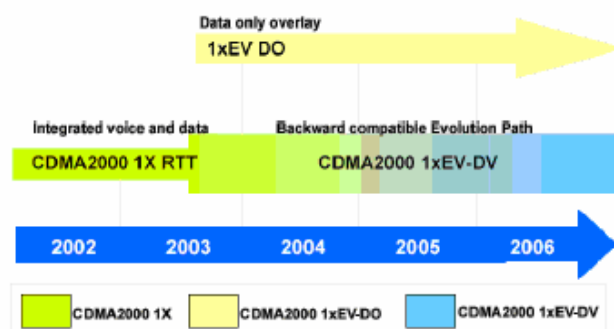 Data only overlay
1xEV DO
Integrated voice and data
Backward compatible Evolution Path
CDMA2000 1X RTT
CDMA2000 1xEV-DV
2002 2003 2004 2005 2006
CDMA2000 1X
CDMA2000 1xEV-DO
CDMA2000 1xEV-DV